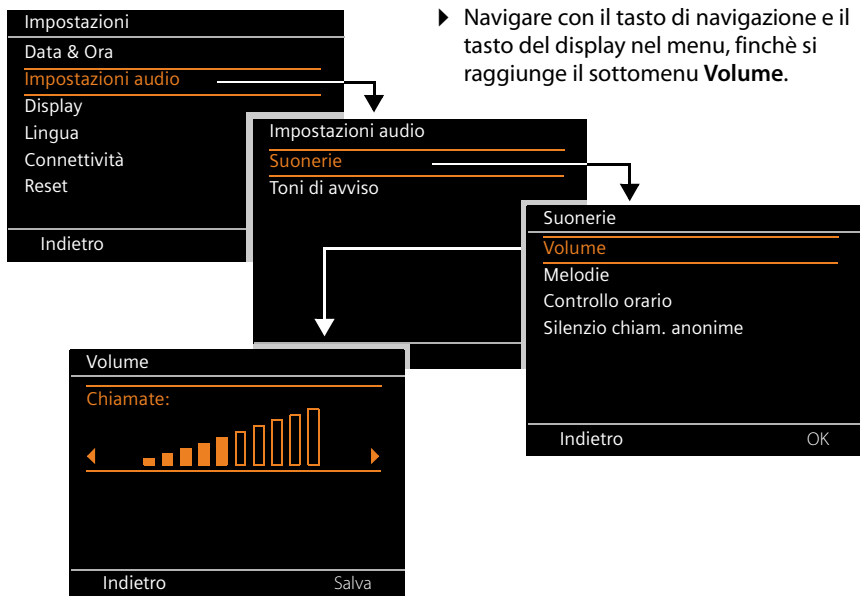 Impostazioni
Data & Ora
Impostazioni audio
Display
Lingua
Connettività
Reset
Indietro
▶ Navigare con il tasto di navigazione e il
tasto del display nel menu, finchè si
raggiunge il sottomenu Volume.
Impostazioni audio
Suonerie
Toni di avviso
Suonerie
Volume
Melodie
Controllo orario
Silenzio chiam. anonime
Indietro OK
Volume
Chiamate:
Indietro Salva